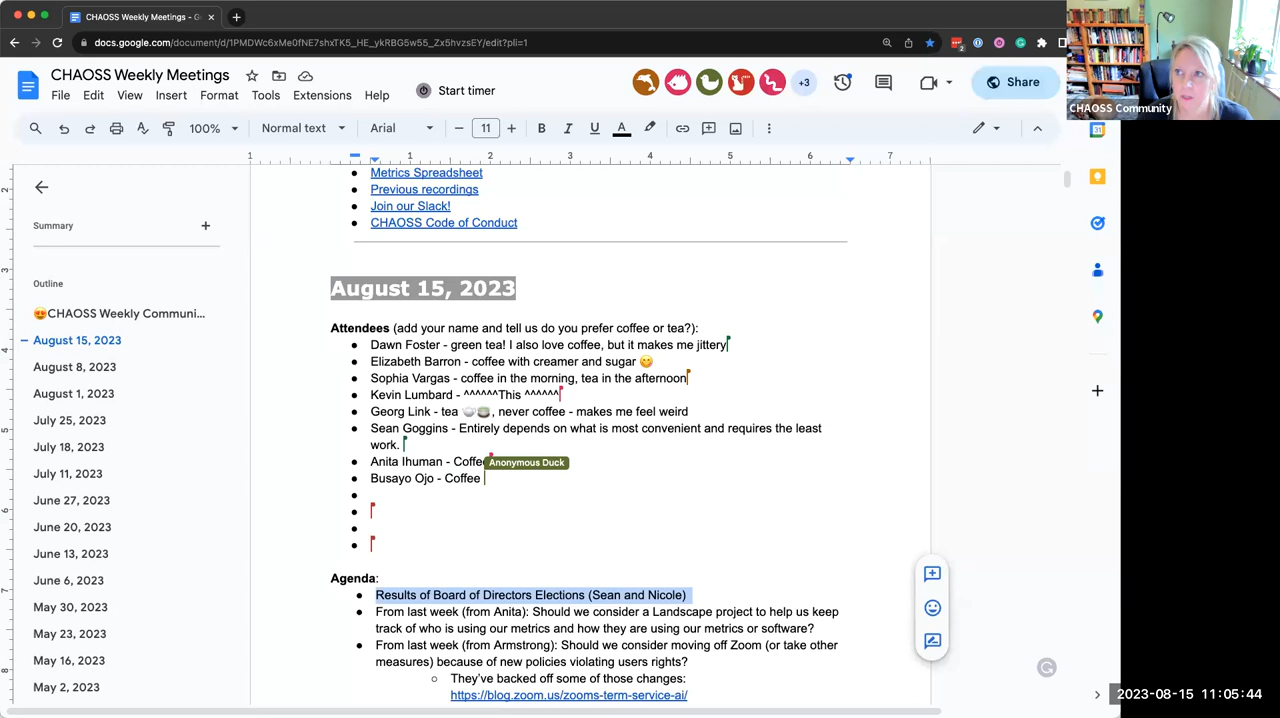 CHAOSS Weekly Meetings - G
docs.google.com/document/d/1PMDWc6xMe0fNE7shxTK5_HE_ykRBG5w55_Zx5hvzsEY/edit?pli=1
CHAOSS Weekly Meetings
File Edit View Insert Format Tools Extensions Help
Start timer
+3
Share
CHAOSS Community
100% Normal text Arial 11
1 1 2 3 4 5 6 7
Summary
Outline
😍CHAOSS Weekly Communi...
August 15, 2023
August 8, 2023
August 1, 2023
July 25, 2023
July 18, 2023
July 11, 2023
June 27, 2023
June 20, 2023
June 13, 2023
June 6, 2023
May 30, 2023
May 23, 2023
May 16, 2023
May 2, 2023
Metrics Spreadsheet
Previous recordings
Join our Slack!
CHAOSS Code of Conduct
August 15, 2023
Attendees (add your name and tell us do you prefer coffee or tea?):
Dawn Foster - green tea! I also love coffee, but it makes me jittery
Elizabeth Barron - coffee with creamer and sugar 😋
Sophia Vargas - coffee in the morning, tea in the afternoon
Kevin Lumbard - ^^^^^^This ^^^^^^
Georg Link - tea 🫖🍵, never coffee - makes me feel weird
Sean Goggins - Entirely depends on what is most convenient and requires the least
work.
Anita Ihuman - Coffe
Anonymous Duck
Busayo Ojo - Coffee
Agenda:
Results of Board of Directors Elections (Sean and Nicole)
From last week (from Anita): Should we consider a Landscape project to help us keep
track of who is using our metrics and how they are using our metrics or software?
From last week (from Armstrong): Should we consider moving off Zoom (or take other
measures) because of new policies violating users rights?
They've backed off some of those changes:
https://blog.zoom.us/zooms-term-service-ai/
2023-08-15 11:05:44